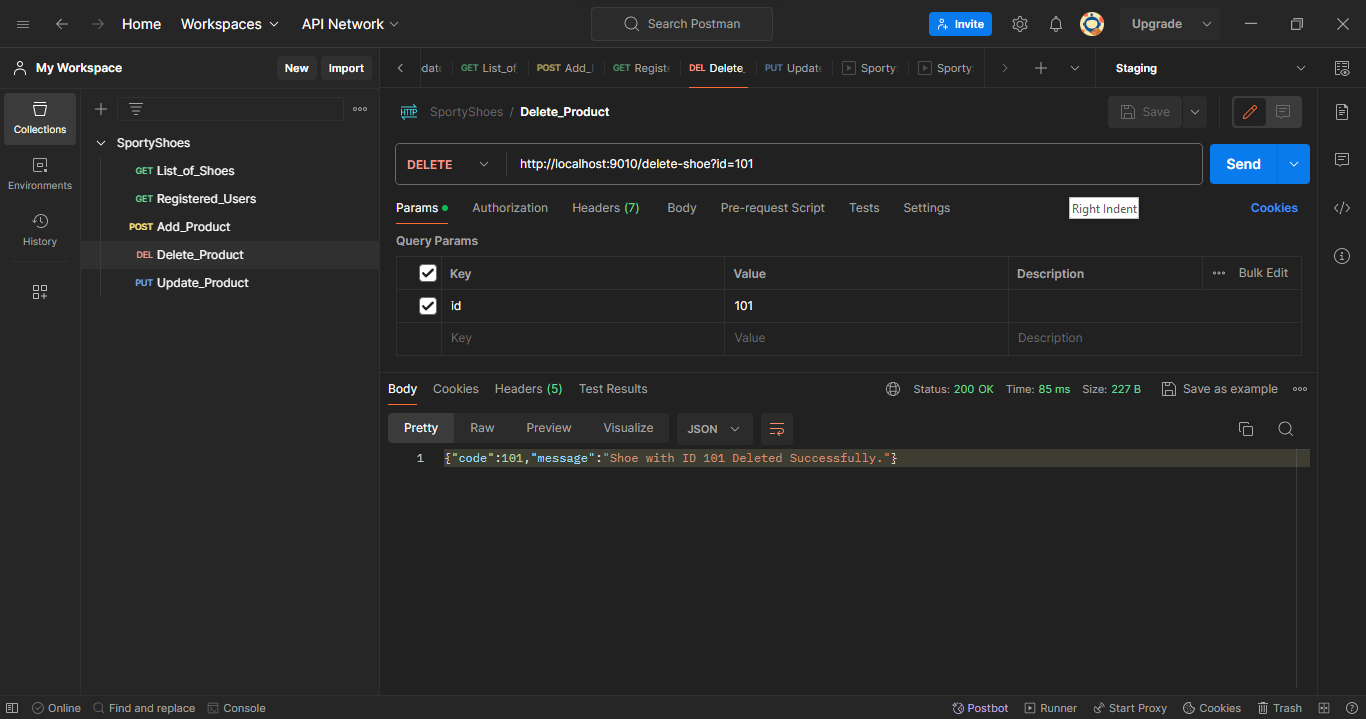 Home Workspaces API Network Search Postman Invite Upgrade
My Workspace New Import
GET List_of POST Add_ GET Regist DEL Delete_ PUT Updat Sporty Sporty Staging
Collections
Environments
History
SportyShoes
GET List_of_Shoes
GET Registered_Users
POST Add_Product
DEL Delete_Product
PUT Update_Product
HTTP SportyShoes / Delete_Product Save
DELETE http://localhost:9010/delete-shoe?id=101 Send
Params Authorization Headers (7) Body Pre-request Script Tests Settings Right Indent Cookies
Query Params
Key Value Description Bulk Edit
id 101
Key Value Description
Body Cookies Headers (5) Test Results Status: 200 OK Time: 85 ms Size: 227 B Save as example
Pretty Raw Preview Visualize JSON
1 {"code":101,"message":"Shoe with ID 101 Deleted Successfully."}
Online Find and replace Console Postbot Runner Start Proxy Cookies Trash